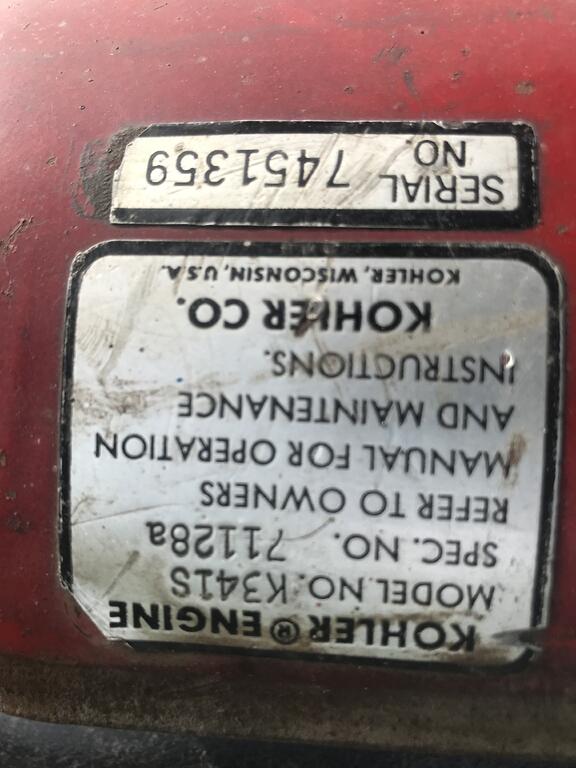 KOHLER® ENGINE
MODEL NO. K341S
SPEC. NO. 71128a
REFER TO OWNERS
MANUAL FOR OPERATION
AND MAINTENANCE
INSTRUCTIONS.
KOHLER CO.
KOHLER, WISCONSIN, U.S.A.
SERIAL NO. 7451359